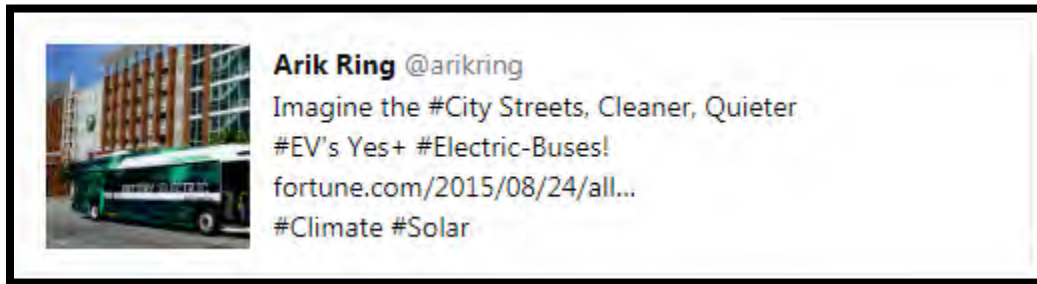 Arik Ring @arikring
Imagine the #City Streets, Cleaner, Quieter
#EV's Yes+ #Electric-Buses!
fortune.com/2015/08/24/all...
#Climate #Solar